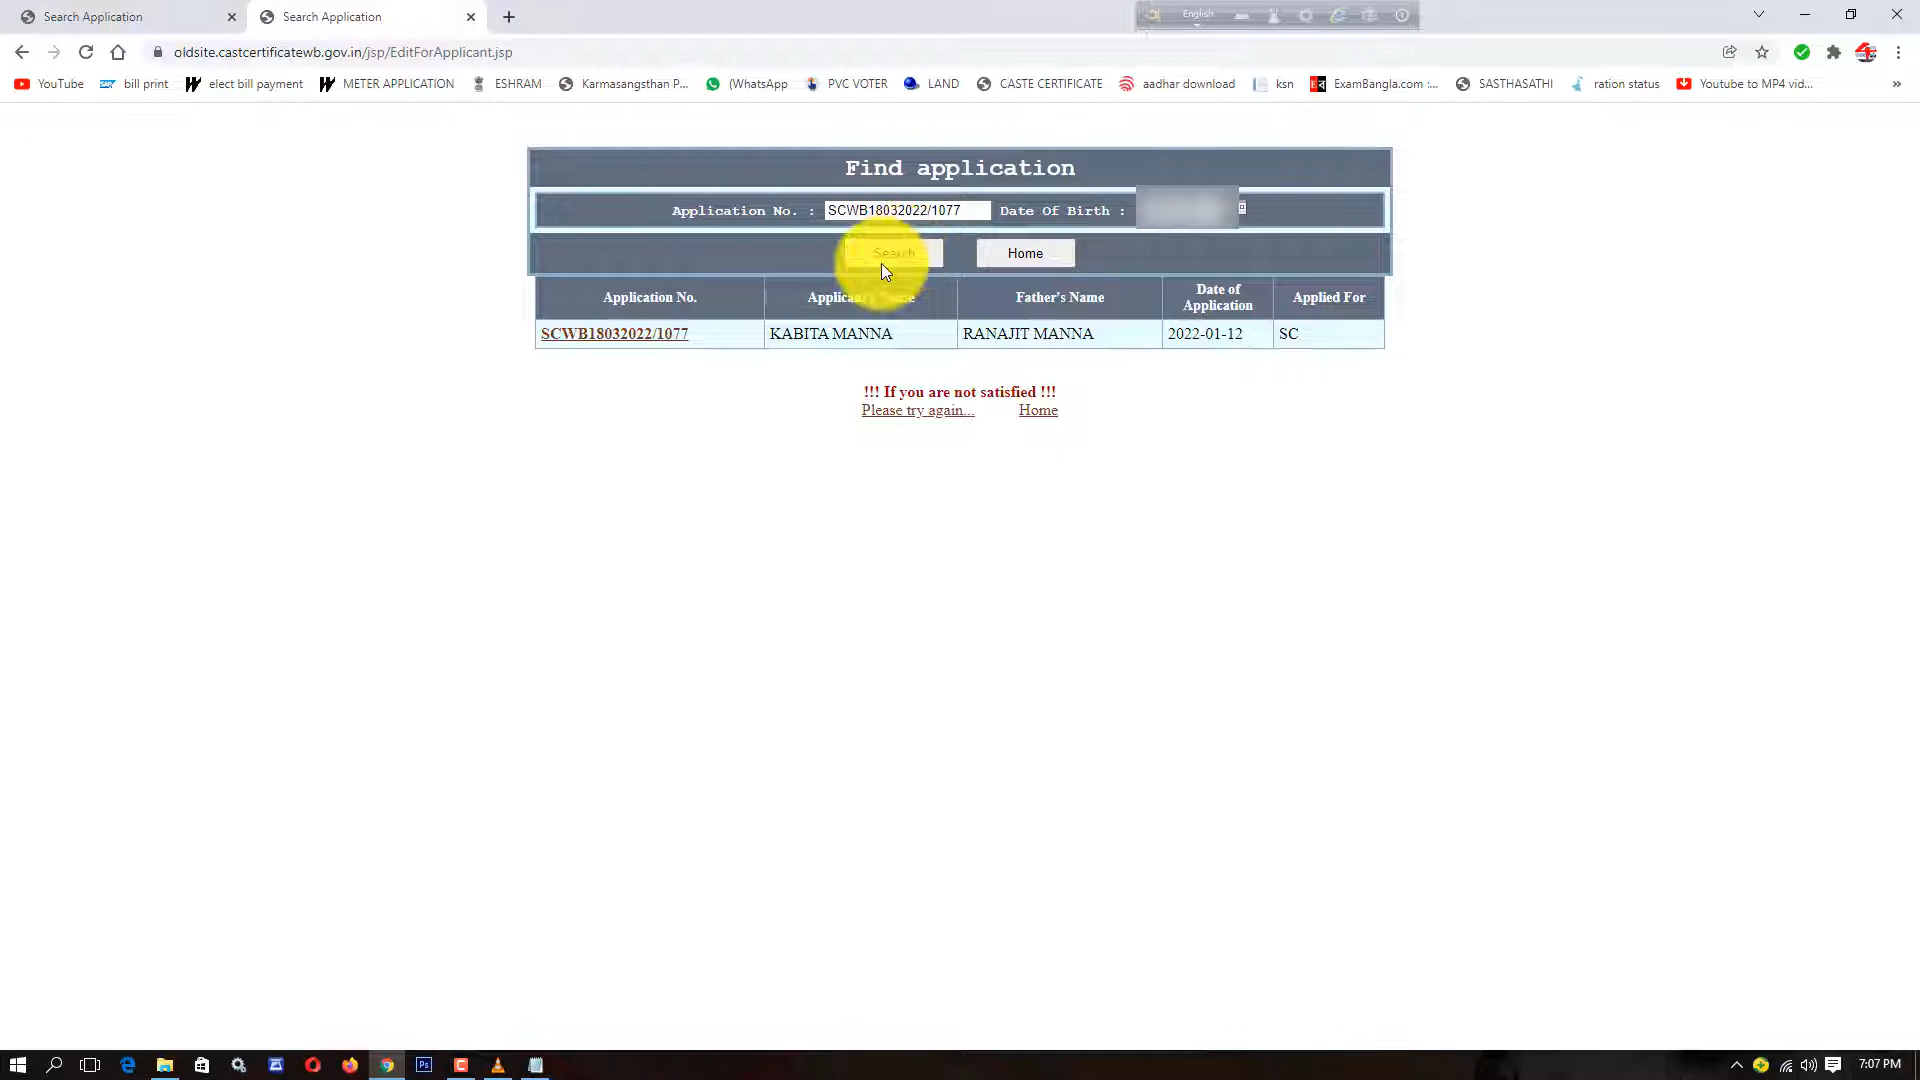 Search Application
Search Application
English
oldsite.castcertificatewb.gov.in/jsp/EditForApplicant.jsp
YouTube
bill print
elect bill payment
METER APPLICATION
ESHRAM
Karmasangsthan P...
(WhatsApp
PVC VOTER
LAND
CASTE CERTIFICATE
aadhar download
ksn
ExamBangla.com :...
SASTHASATHI
ration status
Youtube to MP4 vid...
»
Find application
Application No. : SCWB18032022/1077 Date Of Birth :
Search Home
Application No. Applicant's Name Father's Name Date of Application Applied For
SCWB18032022/1077 KABITA MANNA RANAJIT MANNA 2022-01-12 SC
!!! If you are not satisfied !!!
Please try again... Home
Ps
7:07 PM